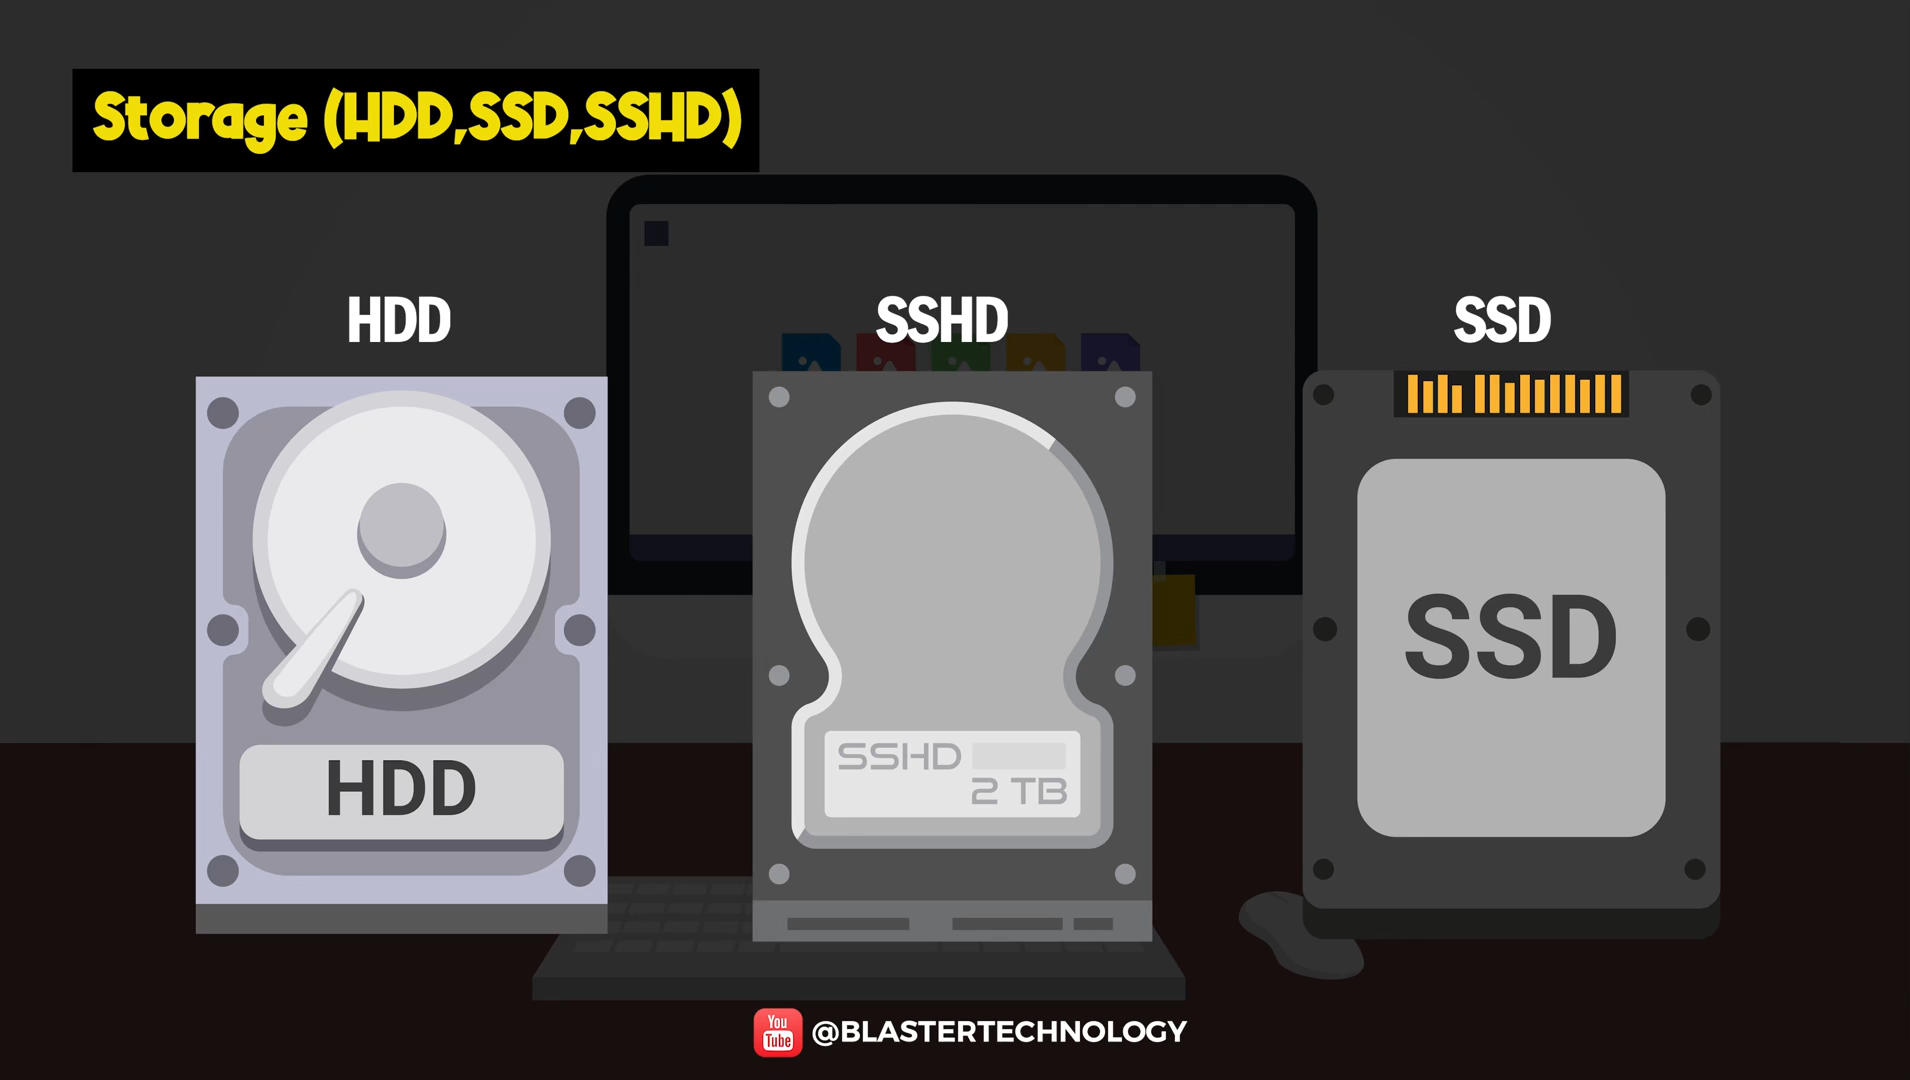 Storage (HDD,SSD,SSHD)
HDD
SSHD
SSD
HDD
SSHD
2 TB
SSD
You
Tube
@BLASTERTECHNOLOGY